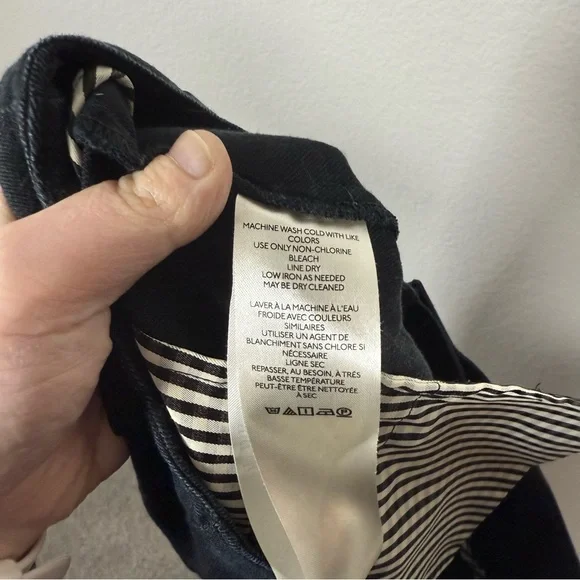 MACHINE WASH COLD WITH LIKE
COLORS
USE ONLY NON-CHLORINE
BLEACH
LINE DRY
LOW IRON AS NEEDED
MAY BE DRY CLEANED
LAVER À LA MACHINE À L'EAU
FROIDE AVEC COULEURS
SIMILAIRES
UTILISER UN AGENT DE
BLANCHIMENT SANS CHLORE SI
NÉCESSAIRE
LIGNE SEC
REPASSER, AU BESOIN, À TRÈS
BASSE TEMPÉRATURE
PEUT-ÊTRE ÊTRE NETTOYÉE
À SEC